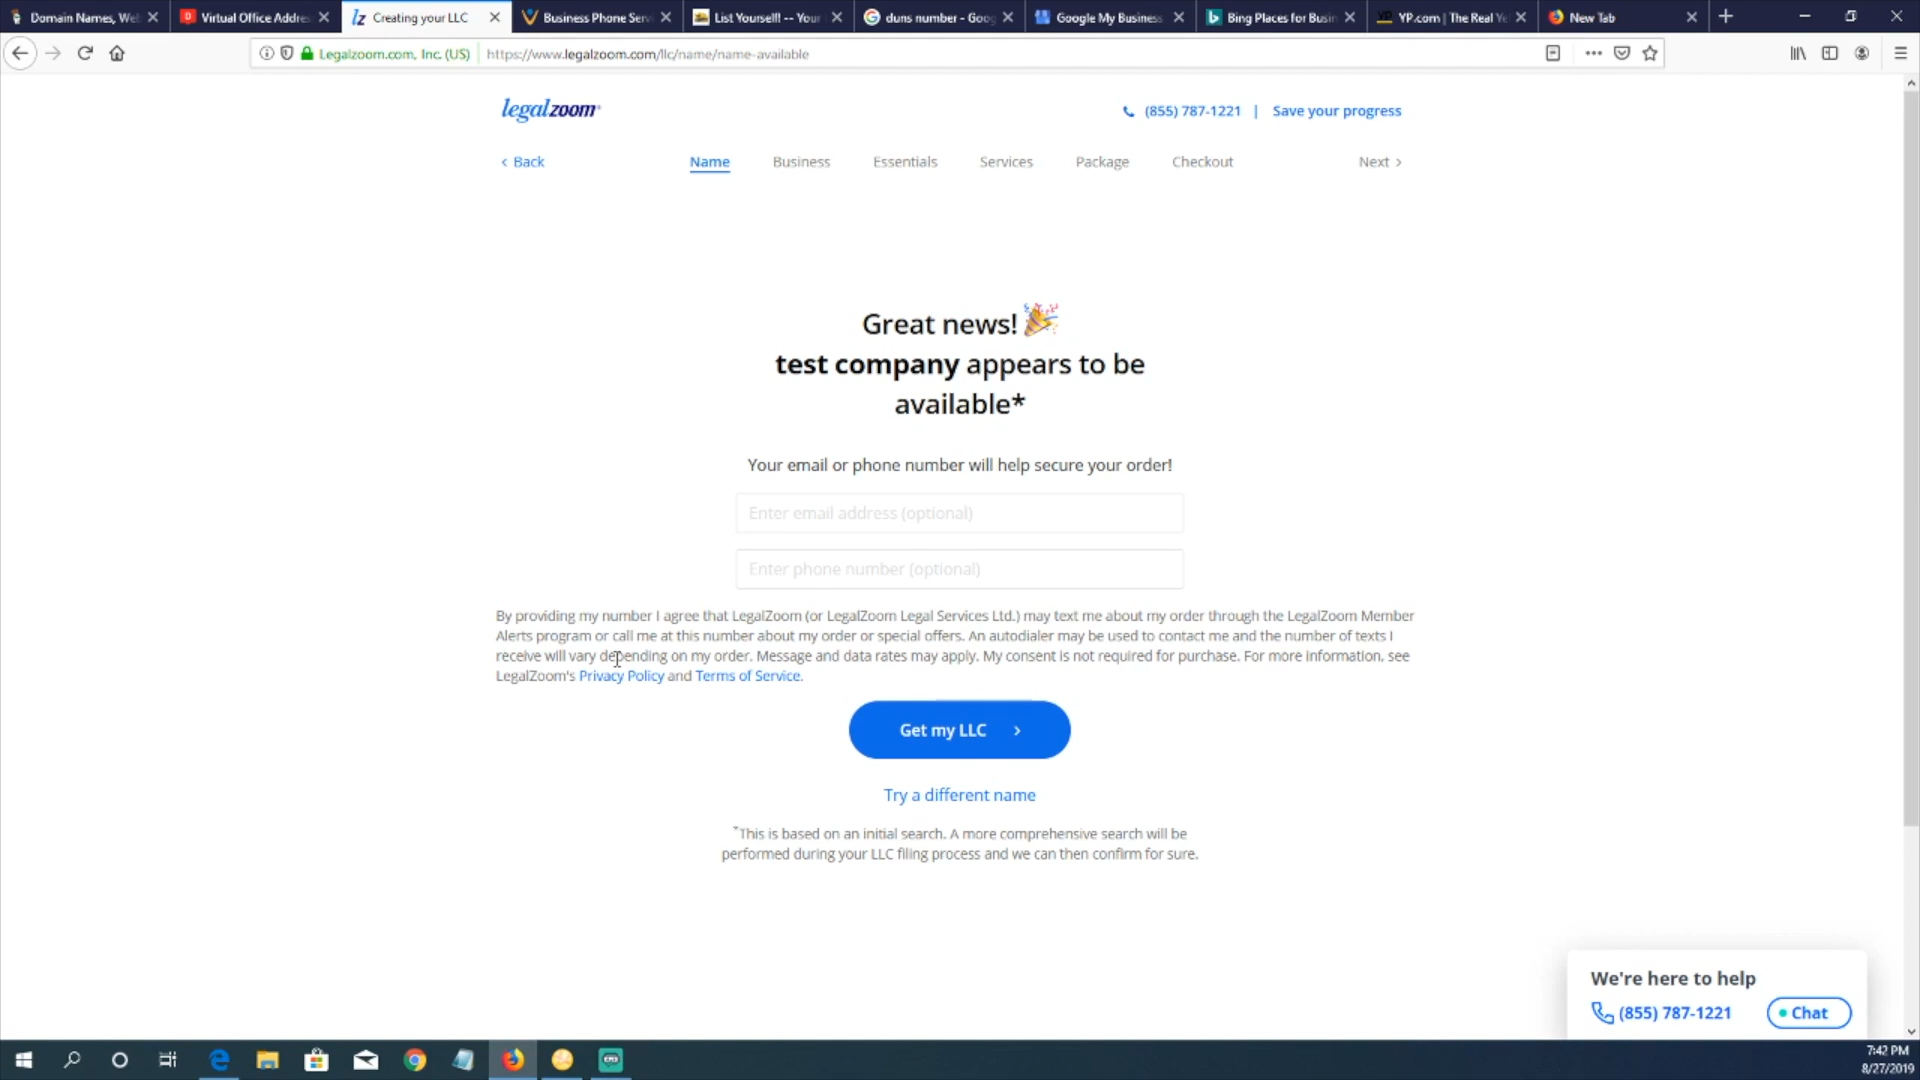 Domain Names, We
Virtual Office Addre
Creating your LLC
Business Phone Serv
List Yourself! -- Your
duns number - Goo
Google My Business
Bing Places for Busin
YP.com | The Real Ye
New Tab
Legalzoom.com, Inc. (US)
https://www.legalzoom.com/llc/name/name-available
legalzoom
(855) 787-1221 | Save your progress
< Back
Name
Business
Essentials
Services
Package
Checkout
Next >
Great news!
test company appears to be
available*
Your email or phone number will help secure your order!
Enter email address (optional)
Enter phone number (optional)
By providing my number I agree that LegalZoom (or LegalZoom Legal Services Ltd.) may text me about my order through the LegalZoom Member
Alerts program or call me at this number about my order or special offers. An autodialer may be used to contact me and the number of texts I
receive will vary depending on my order. Message and data rates may apply. My consent is not required for purchase. For more information, see
LegalZoom's Privacy Policy and Terms of Service.
Get my LLC >
Try a different name
*This is based on an initial search. A more comprehensive search will be
performed during your LLC filing process and we can then confirm for sure.
We're here to help
(855) 787-1221
Chat
7:42 PM
8/27/2019